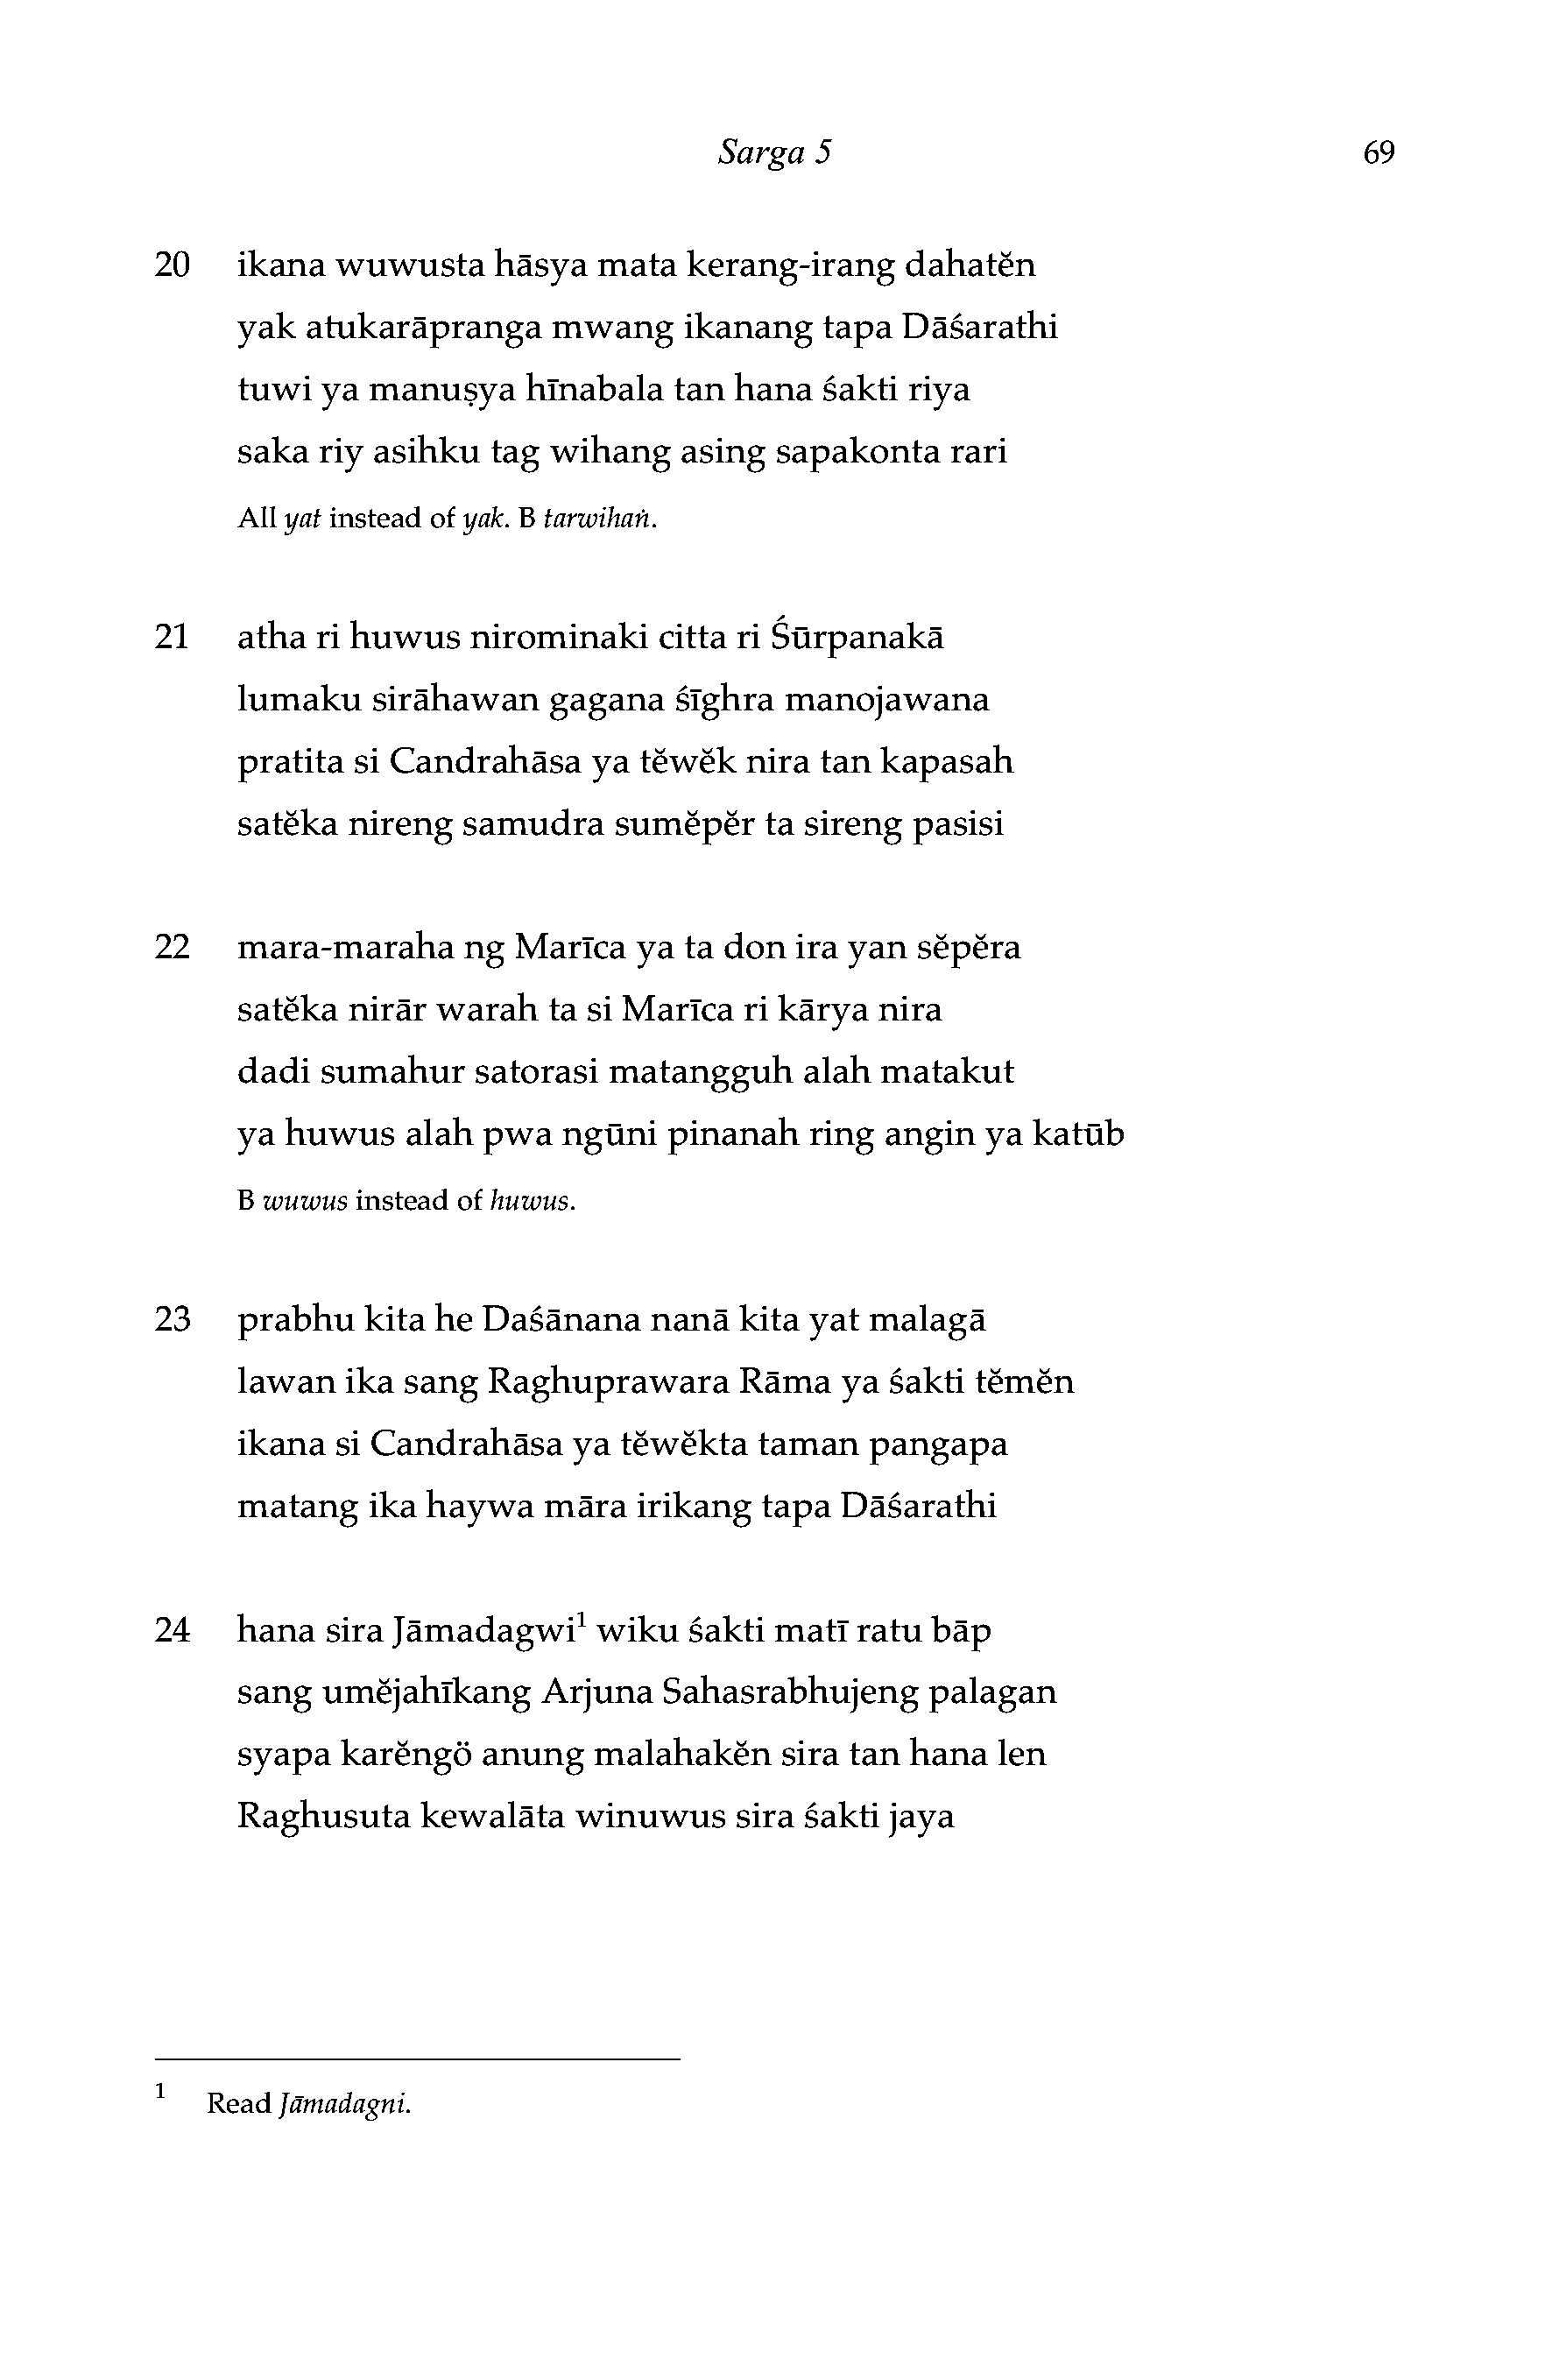 Sarga 5 69
20 ikana wuwusta hāsya mata kerang-irang dahatĕn
yak atukarāpranga mwang ikanang tapa Dāśarathi
tuwi ya manuṣya hīnabala tan hana śakti riya
saka riy asihku tag wihang asing sapakonta rari
All yat instead of yak. B tarwihaṅ.
21 atha ri huwus nirominaki citta ri Śūrpanakā
lumaku sirāhawan gagana śīghra manojawana
pratita si Candrahāsa ya tĕwĕk nira tan kapasah
satĕka nireng samudra sumĕpĕr ta sireng pasisi
22 mara-maraha ng Marīca ya ta don ira yan sĕpĕra
satĕka nirār warah ta si Marīca ri kārya nira
dadi sumahur satorasi matangguh alah matakut
ya huwus alah pwa ngūni pinanah ring angin ya katūb
B wuwus instead of huwus.
23 prabhu kita he Daśānana nanā kita yat malagā
lawan ika sang Raghuprawara Rāma ya śakti tĕmĕn
ikana si Candrahāsa ya tĕwĕkta taman pangapa
matang ika haywa māra irikang tapa Dāśarathi
24 hana sira Jāmadagwi¹ wiku śakti matī ratu bāp
sang umĕjahīkang Arjuna Sahasrabhujeng palagan
syapa karĕngö anung malahakĕn sira tan hana len
Raghusuta kewalāta winuwus sira śakti jaya
¹ Read Jāmadagni.